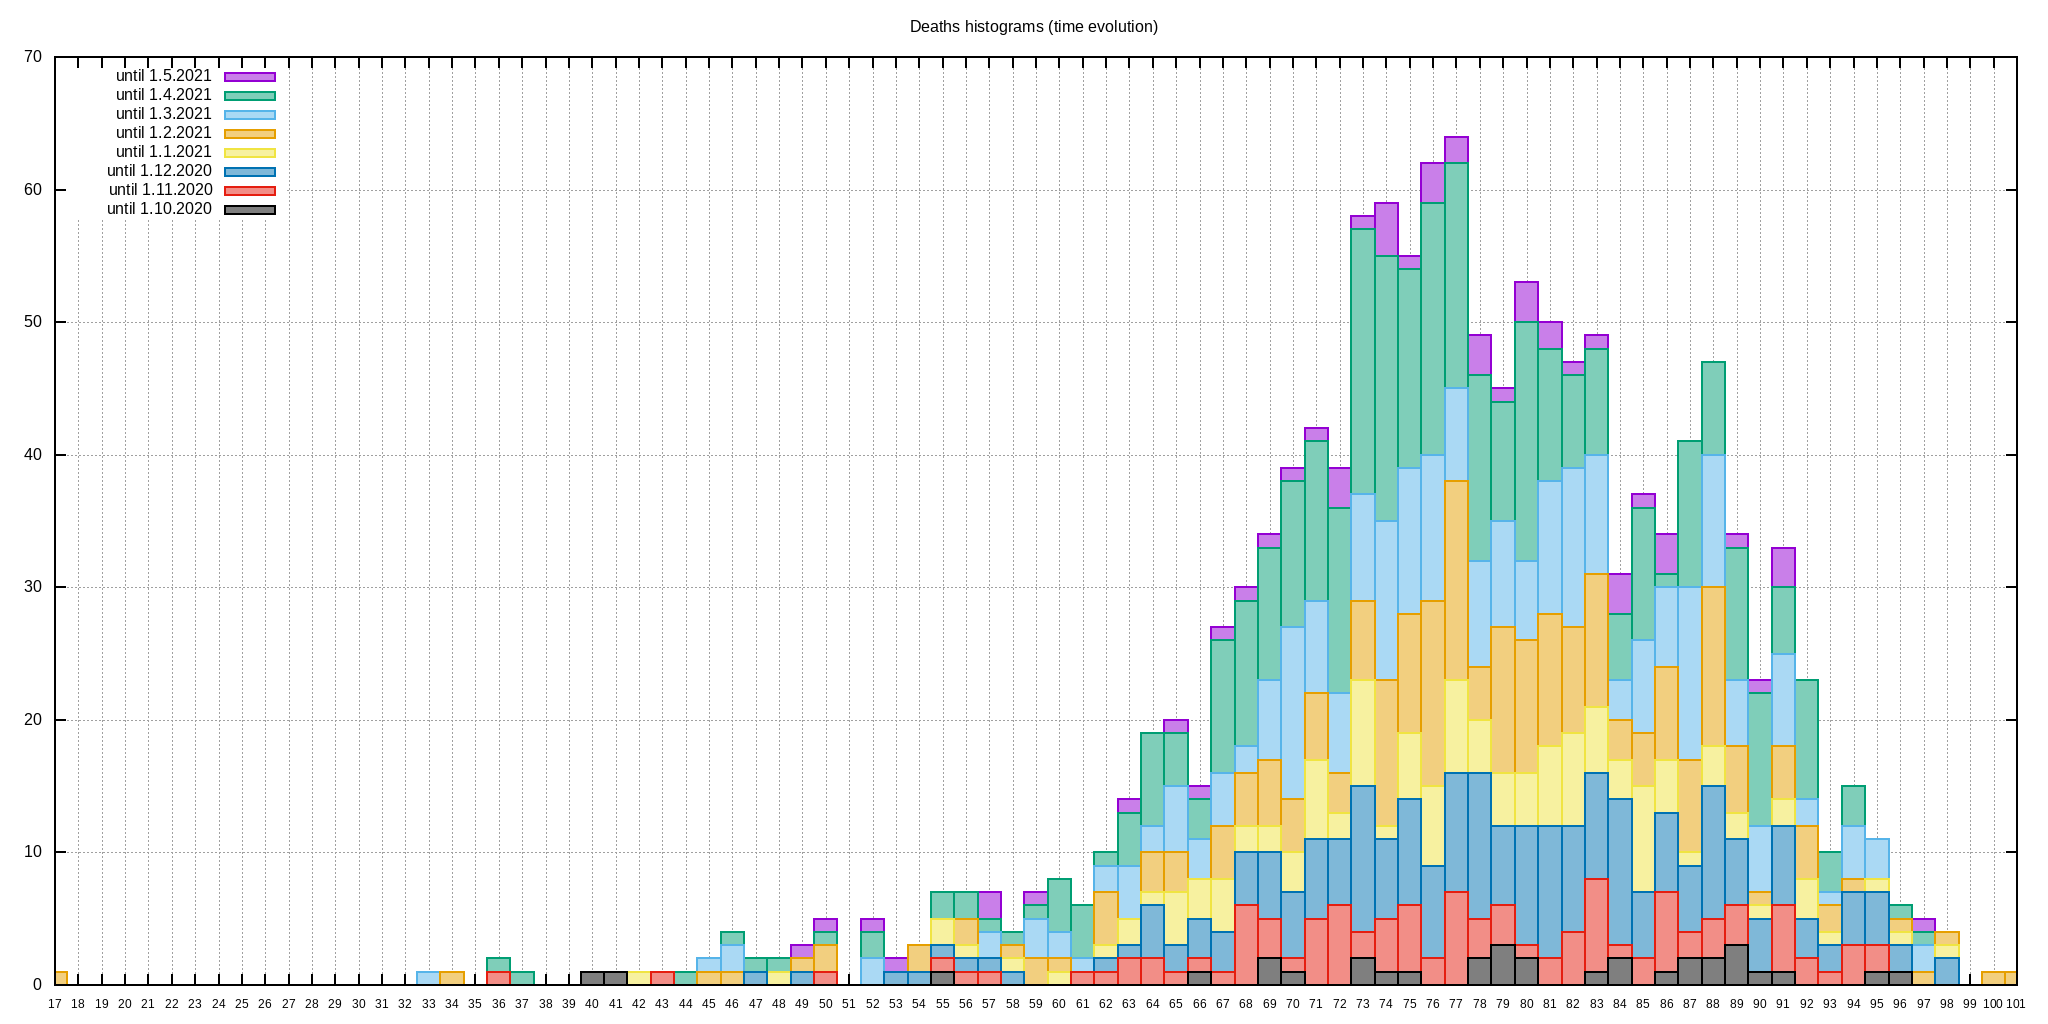 Deaths histograms (time evolution)
70
until 1.5.2021
until 1.4.2021
until 1.3.2021
until 1.2.2021
until 1.1.2021
until 1.12.2020
until 1.11.2020
until 1.10.2020
60
50
40
30
20
10
0
17 18 19 20 21 22 23 24 25 26 27 28 29 30 31 32 33 34 35 36 37 38 39 40 41 42 43 44 45 46 47 48 49 50 51 52 53 54 55 56 57 58 59 60 61 62 63 64 65 66 67 68 69 70 71 72 73 74 75 76 77 78 79 80 81 82 83 84 85 86 87 88 89 90 91 92 93 94 95 96 97 98 99 100 101